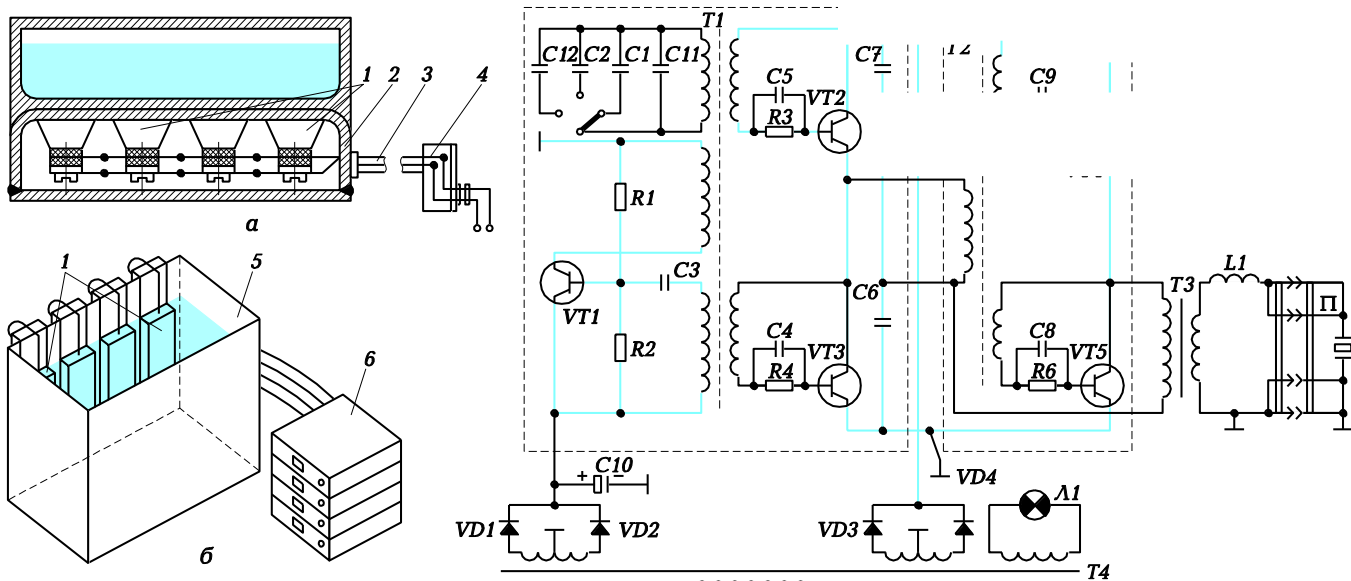 1 2 3 4
а
1 5
6
б
T1
C12 C2 C1 C11
C5
R3
VT2
C7
C9
R1
VT1
C3
R2
C4
R4
VT3
C6
C8
R6
VT5
T3
L1
П
+ C10 −
VD4
VD1 VD2
VD3
Л1
T4